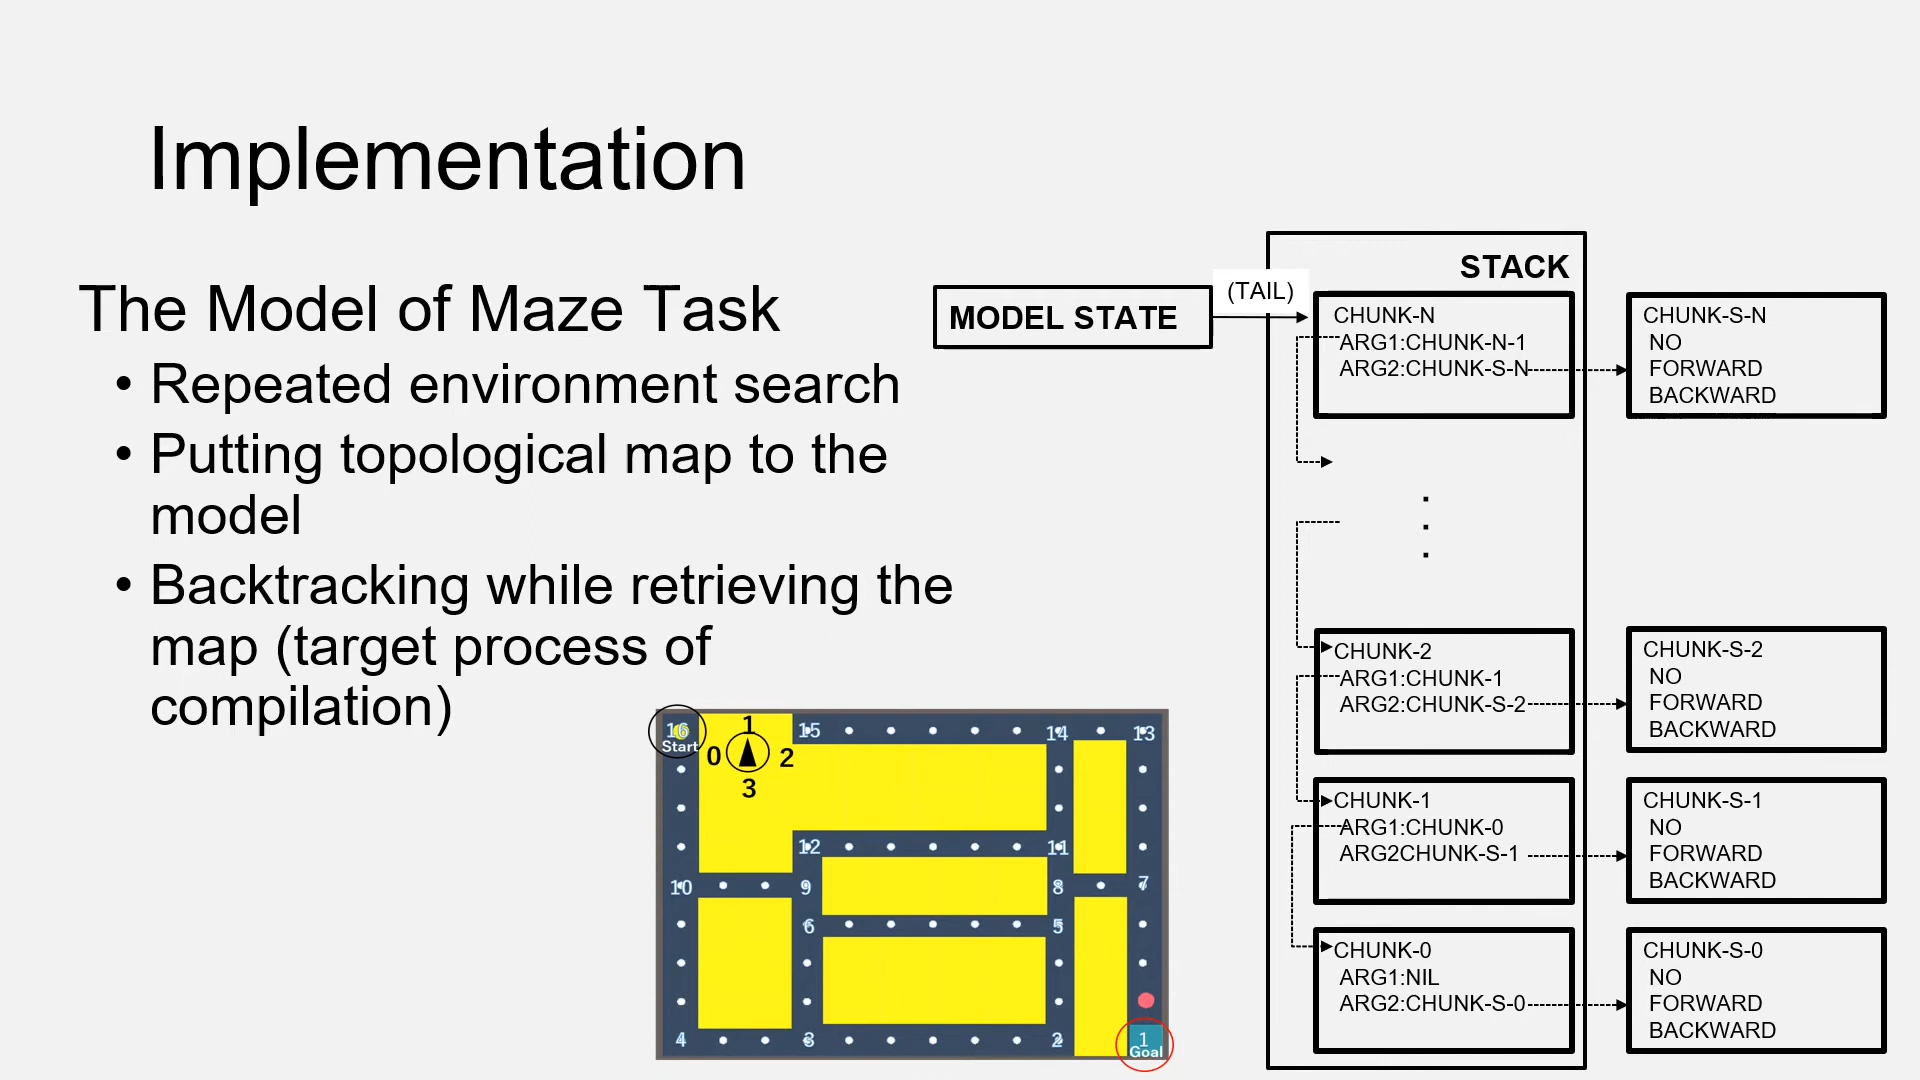 Implementation
The Model of Maze Task
• Repeated environment search
• Putting topological map to the
model
• Backtracking while retrieving the
map (target process of
compilation)
MODEL STATE
(TAIL)
STACK
CHUNK-N
ARG1:CHUNK-N-1
ARG2:CHUNK-S-N
CHUNK-S-N
NO
FORWARD
BACKWARD
.
.
.
CHUNK-2
ARG1:CHUNK-1
ARG2:CHUNK-S-2
CHUNK-S-2
NO
FORWARD
BACKWARD
CHUNK-1
ARG1:CHUNK-0
ARG2CHUNK-S-1
CHUNK-S-1
NO
FORWARD
BACKWARD
CHUNK-0
ARG1:NIL
ARG2:CHUNK-S-0
CHUNK-S-0
NO
FORWARD
BACKWARD
16 1 15 14 13
Start
0 2
3
12 11
10 9 8 7
6 5
4 3 2 1
Goal